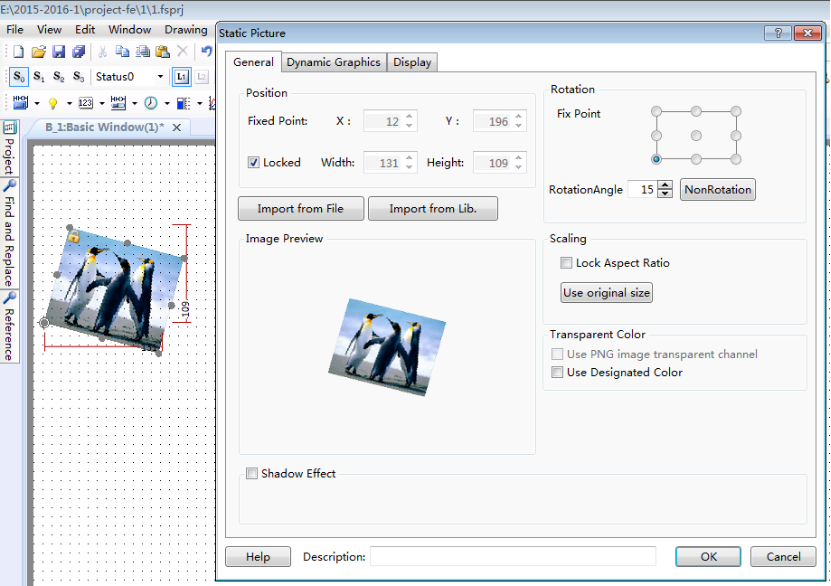 E:\2015-2016-1\project-fe\1\1.fsprj
File View Edit Window Drawing
S0 S1 S2 S3 Status0 L1 L2
B_1:Basic Window(1)*
Project
Find and Replace
Reference
109
Static Picture
General Dynamic Graphics Display
Position
Fixed Point: X : 12 Y : 196
Locked Width: 131 Height: 109
Import from File Import from Lib.
Image Preview
Rotation
Fix Point
RotationAngle 15 NonRotation
Scaling
Lock Aspect Ratio
Use original size
Transparent Color
Use PNG image transparent channel
Use Designated Color
Shadow Effect
Help Description: OK Cancel